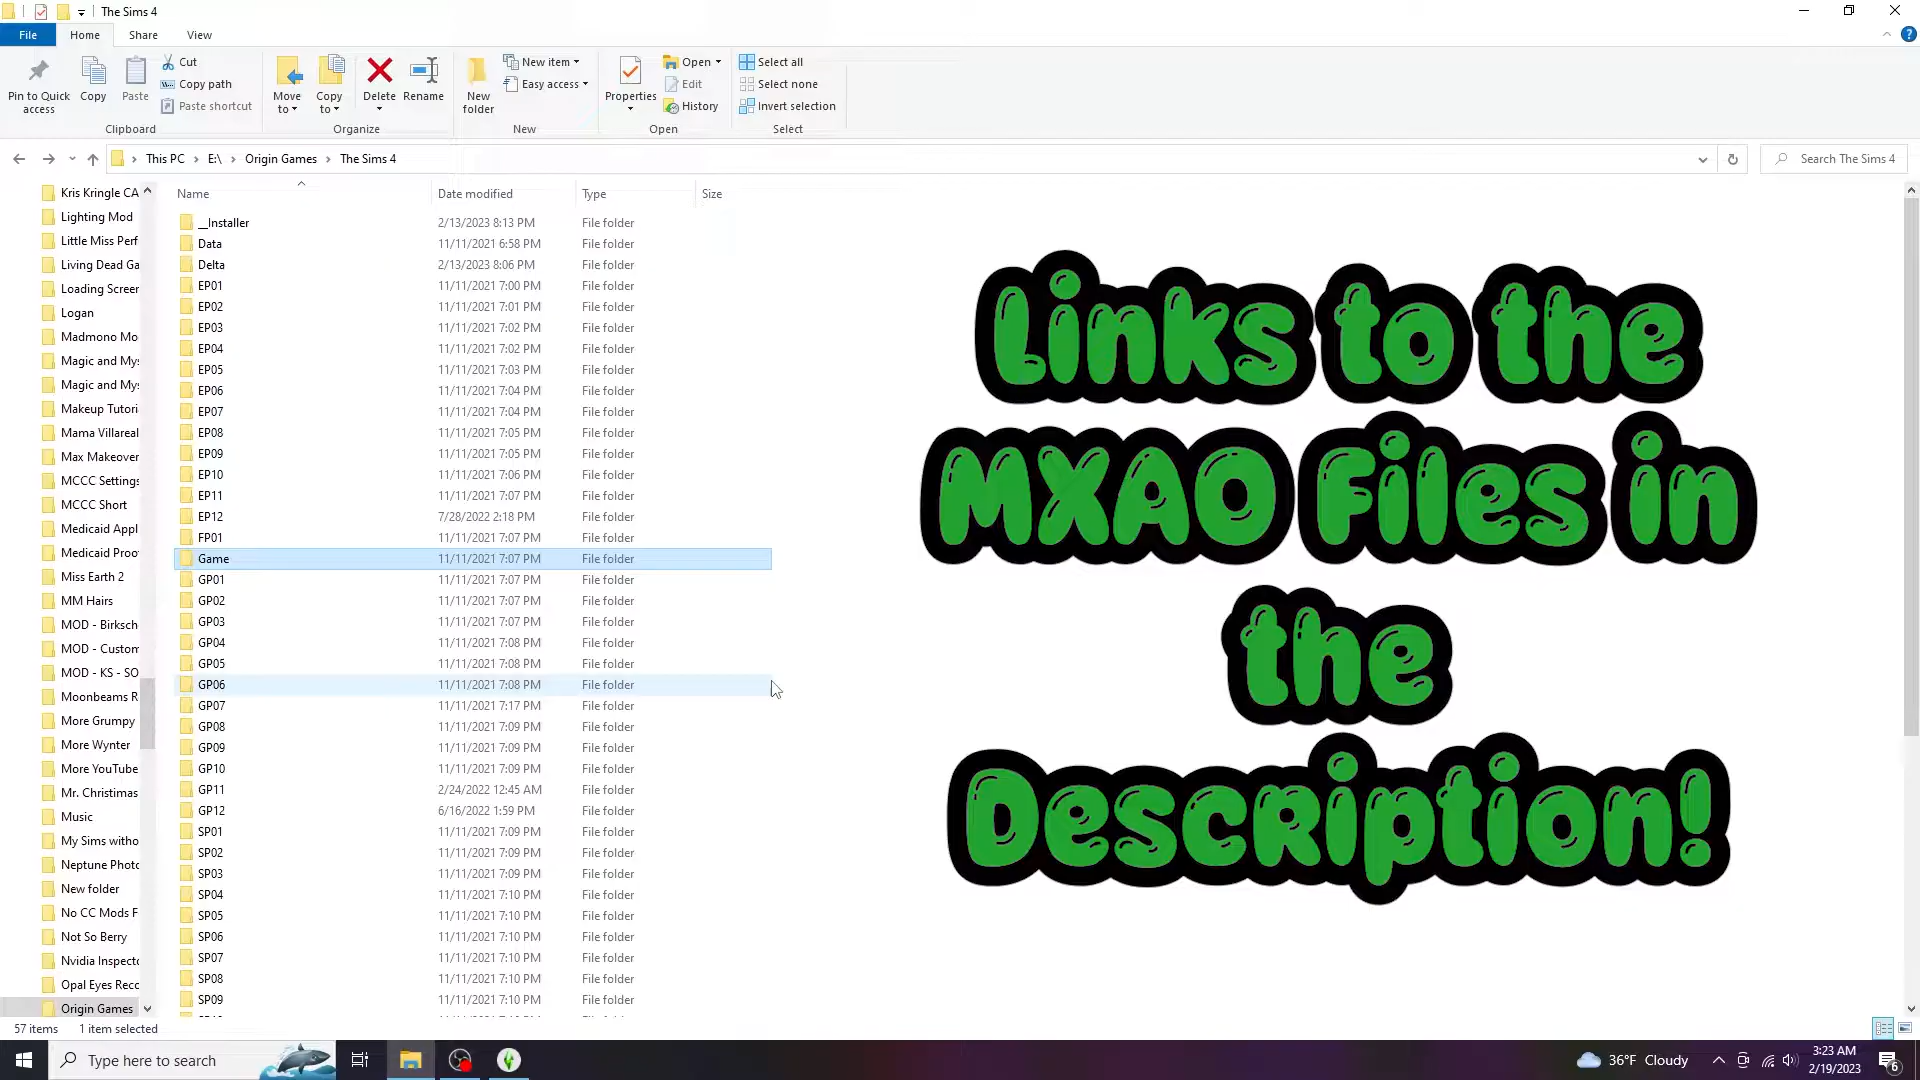 The Sims 4
File Home Share View
Pin to Quick access
Copy
Paste
Cut
Copy path
Paste shortcut
Clipboard
Move to
Copy to
Delete
Rename
Organize
New folder
New item
Easy access
New
Properties
Open
Edit
History
Open
Select all
Select none
Invert selection
Select
This PC > E:\ > Origin Games > The Sims 4
Search The Sims 4
Kris Kringle CA
Lighting Mod
Little Miss Perf
Living Dead Ga
Loading Screen
Logan
Madmono Mo
Magic and Mys
Magic and Mys
Makeup Tutori
Mama Villareal
Max Makeover
MCCC Settings
MCCC Short
Medicaid Appl
Medicaid Proo
Miss Earth 2
MM Hairs
MOD - Birksch
MOD - Custom
MOD - KS - SO
Moonbeams R
More Grumpy
More Wynter
More YouTube
Mr. Christmas
Music
My Sims witho
Neptune Photo
New folder
No CC Mods F
Not So Berry
Nvidia Inspecto
Opal Eyes Reco
Origin Games
Name Date modified Type Size
__Installer 2/13/2023 8:13 PM File folder
Data 11/11/2021 6:58 PM File folder
Delta 2/13/2023 8:06 PM File folder
EP01 11/11/2021 7:00 PM File folder
EP02 11/11/2021 7:01 PM File folder
EP03 11/11/2021 7:02 PM File folder
EP04 11/11/2021 7:02 PM File folder
EP05 11/11/2021 7:03 PM File folder
EP06 11/11/2021 7:04 PM File folder
EP07 11/11/2021 7:04 PM File folder
EP08 11/11/2021 7:05 PM File folder
EP09 11/11/2021 7:05 PM File folder
EP10 11/11/2021 7:06 PM File folder
EP11 11/11/2021 7:07 PM File folder
EP12 7/28/2022 2:18 PM File folder
FP01 11/11/2021 7:07 PM File folder
Game 11/11/2021 7:07 PM File folder
GP01 11/11/2021 7:07 PM File folder
GP02 11/11/2021 7:07 PM File folder
GP03 11/11/2021 7:07 PM File folder
GP04 11/11/2021 7:08 PM File folder
GP05 11/11/2021 7:08 PM File folder
GP06 11/11/2021 7:08 PM File folder
GP07 11/11/2021 7:17 PM File folder
GP08 11/11/2021 7:09 PM File folder
GP09 11/11/2021 7:09 PM File folder
GP10 11/11/2021 7:09 PM File folder
GP11 2/24/2022 12:45 AM File folder
GP12 6/16/2022 1:59 PM File folder
SP01 11/11/2021 7:09 PM File folder
SP02 11/11/2021 7:09 PM File folder
SP03 11/11/2021 7:09 PM File folder
SP04 11/11/2021 7:10 PM File folder
SP05 11/11/2021 7:10 PM File folder
SP06 11/11/2021 7:10 PM File folder
SP07 11/11/2021 7:10 PM File folder
SP08 11/11/2021 7:10 PM File folder
SP09 11/11/2021 7:10 PM File folder
Links to the
MXAO Files in
the
Description!
57 items 1 item selected
Type here to search
36°F Cloudy
3:23 AM
2/19/2023
6